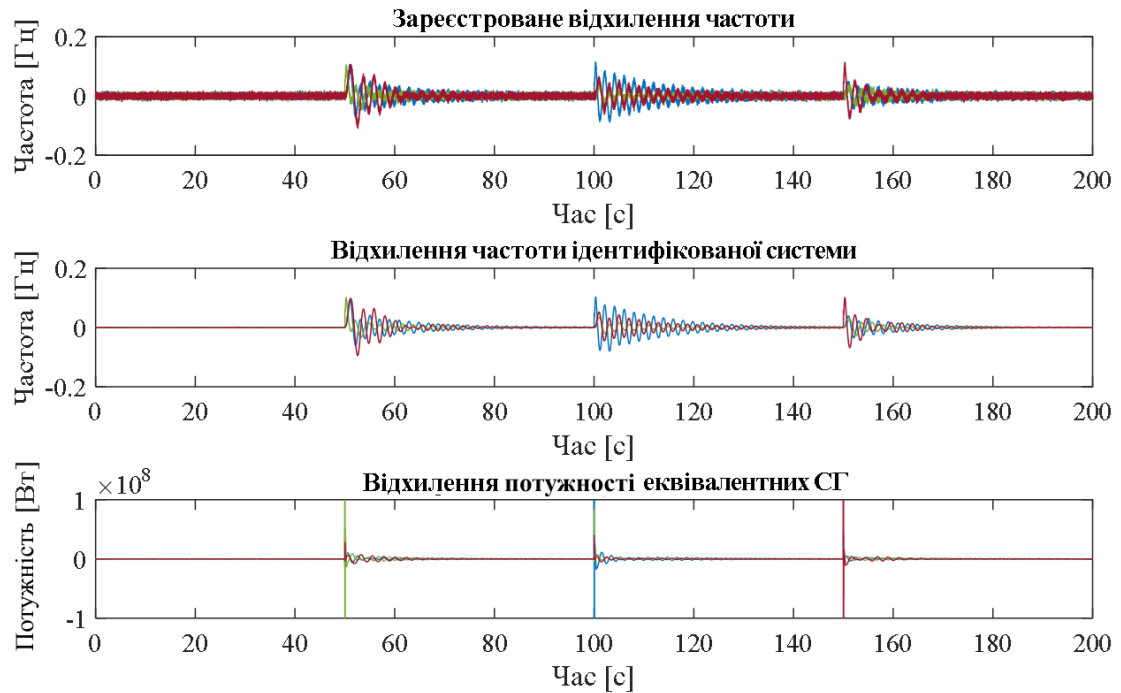 Зареєстроване відхилення частоти
Частота [Гц]
0.2
0
-0.2
0 20 40 60 80 100 120 140 160 180 200
Час [с]
Відхилення частоти ідентифікованої системи
Частота [Гц]
0.2
0
-0.2
0 20 40 60 80 100 120 140 160 180 200
Час [с]
Відхилення потужності еквівалентних СГ
Потужність [Вт]
×10⁸
1
0
-1
0 20 40 60 80 100 120 140 160 180 200
Час [с]